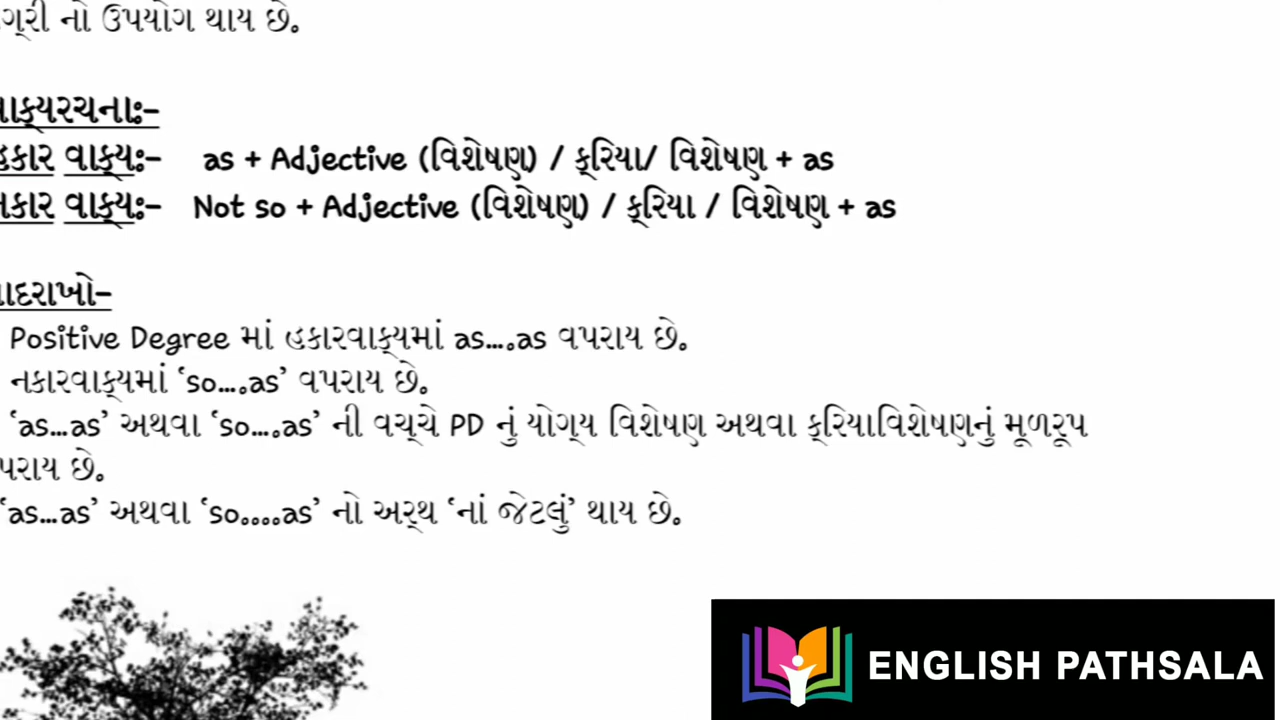 ગ્રી નો ઉપયોગ થાય છે.
વાક્યરચનાઃ-
હકાર વાક્યઃ- as + Adjective (વિશેષણ) / ક્રિયા/ વિશેષણ + as
નકાર વાક્યઃ- Not so + Adjective (વિશેષણ) / ક્રિયા / વિશેષણ + as
યાદરાખો-
Positive Degree માં હકારવાક્યમાં as....as વપરાય છે.
નકારવાક્યમાં ‘so....as’ વપરાય છે.
‘as...as’ અથવા ‘so....as’ ની વચ્ચે PD નું યોગ્ય વિશેષણ અથવા ક્રિયાવિશેષણનું મૂળરૂપ
પરાય છે.
‘as...as’ અથવા ‘so....as’ નો અર્થ ‘નાં જેટલું’ થાય છે.
ENGLISH PATHSALA